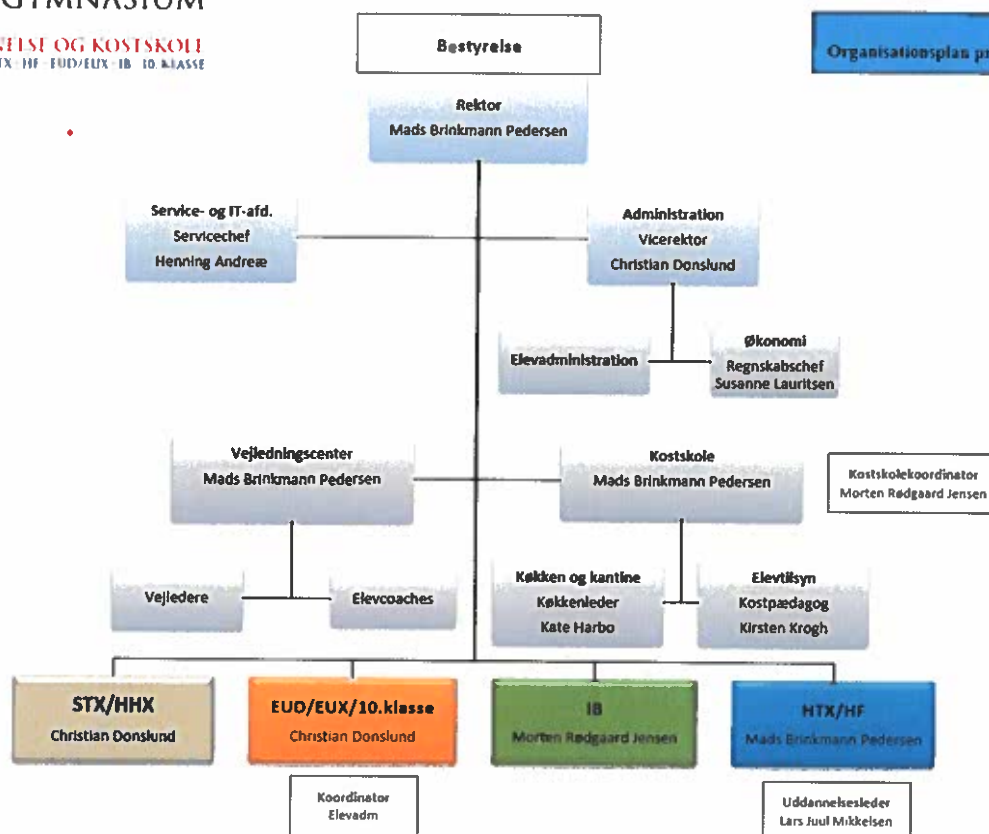 GYMNASIUM
OG KOSTSKOLE
HF - EUD/EUX - IB 10. KLASSE
Bestyrelse
Organisationsplan
Rektor
Mads Brinkmann Pedersen
Service- og IT-afd.
Servicechef
Henning Andreæ
Administration
Vicerektor
Christian Donslund
Elevadministration
Økonomi
Regnskabschef
Susanne Lauritsen
Vejledningscenter
Mads Brinkmann Pedersen
Kostskole
Mads Brinkmann Pedersen
Kostskolekoordinator
Morten Rødgaard Jensen
Vejledere
Elevcoaches
Køkken og kantine
Køkkenleder
Kate Harbo
Elevtilsyn
Kostpædagog
Kirsten Krogh
STX/HHX
Christian Donslund
EUD/EUX/10.klasse
Christian Donslund
IB
Morten Rødgaard Jensen
HTX/HF
Mads Brinkmann Pedersen
Koordinator
Elevadm
Uddannelsesleder
Lars Juul Mikkelsen